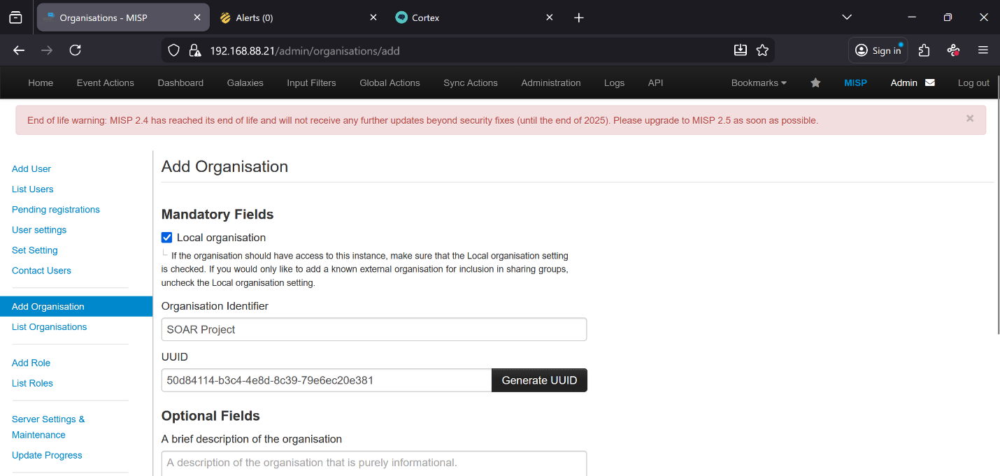 Organisations - MISP
Alerts (0)
Cortex
192.168.88.21/admin/organisations/add
Sign in
Home Event Actions Dashboard Galaxies Input Filters Global Actions Sync Actions Administration Logs API Bookmarks MISP Admin Log out
End of life warning: MISP 2.4 has reached its end of life and will not receive any further updates beyond security fixes (until the end of 2025). Please upgrade to MISP 2.5 as soon as possible.
Add User
List Users
Pending registrations
User settings
Set Setting
Contact Users
Add Organisation
List Organisations
Add Role
List Roles
Server Settings &
Maintenance
Update Progress
Add Organisation
Mandatory Fields
Local organisation
If the organisation should have access to this instance, make sure that the Local organisation setting
is checked. If you would only like to add a known external organisation for inclusion in sharing groups,
uncheck the Local organisation setting.
Organisation Identifier
SOAR Project
UUID
50d84114-b3c4-4e8d-8c39-79e6ec20e381
Generate UUID
Optional Fields
A brief description of the organisation
A description of the organisation that is purely informational.